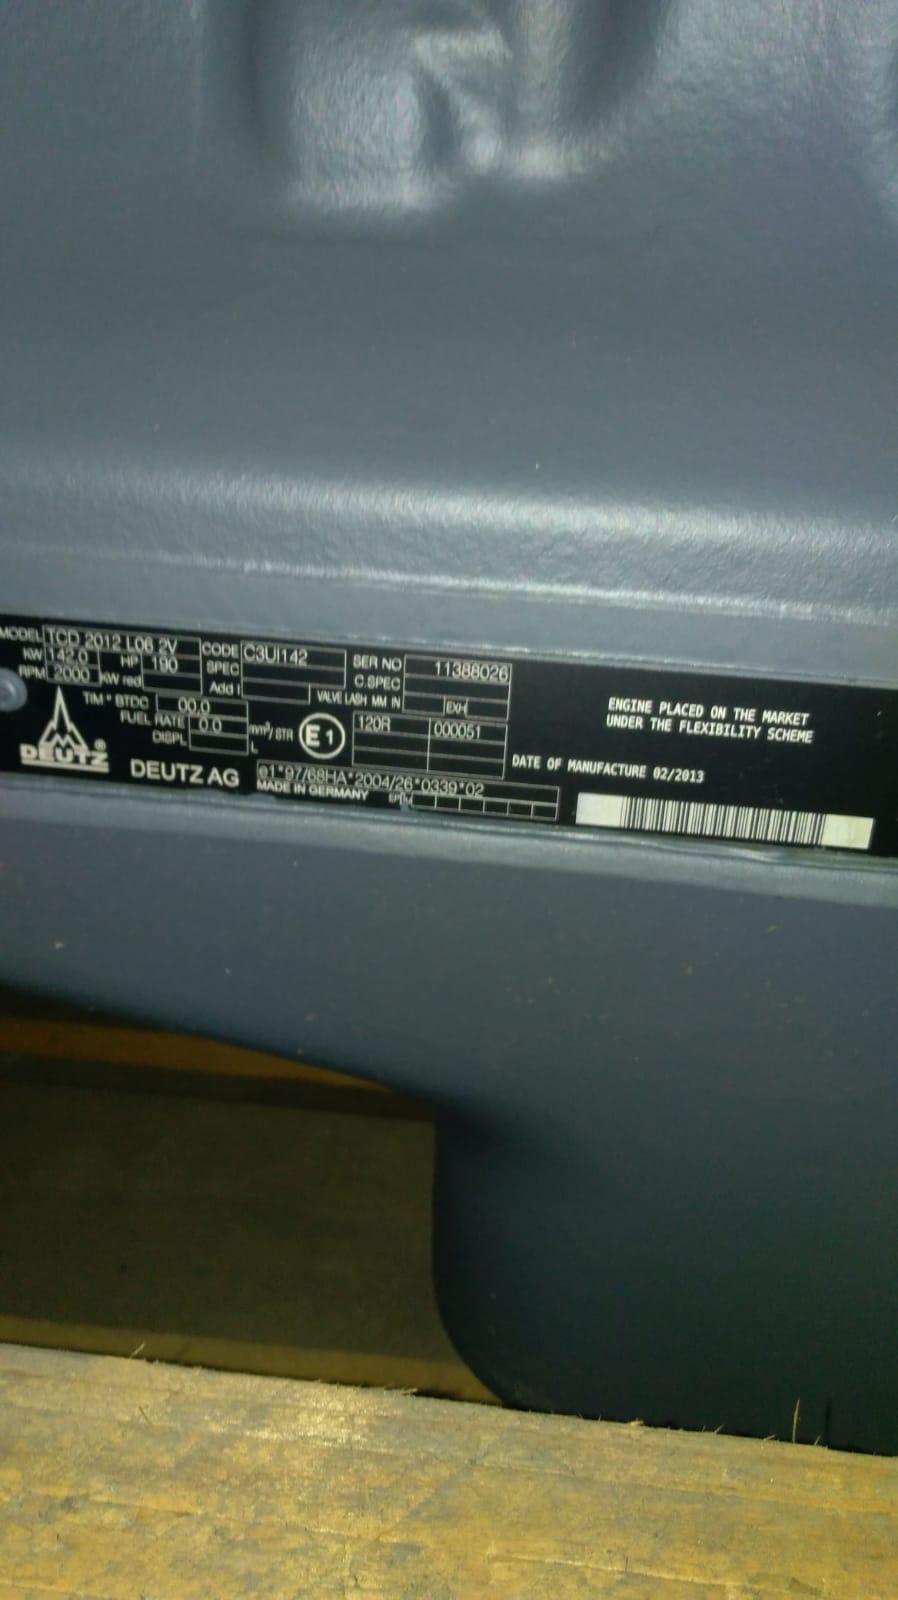 MODEL TCD 2012 L06 2V CODE C3UI142 SER NO 11388026
KW 142.0 HP 190 SPEC C.SPEC
RPM 2000 KW red Add I VALVE LASH MM IN EXH
TIM ° BTDC 00.0 120R 000051
FUEL RATE 0.0 mm³/STR E1
DISPL L
DEUTZ®
DEUTZ AG e1*97/68HA*2004/26*0339*02
MADE IN GERMANY
ENGINE PLACED ON THE MARKET
UNDER THE FLEXIBILITY SCHEME
DATE OF MANUFACTURE 02/2013